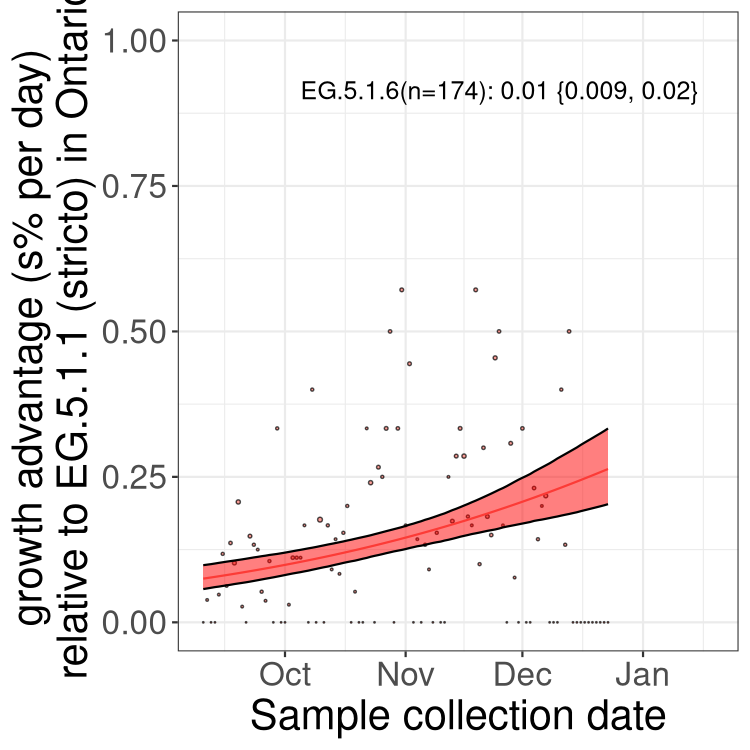 growth advantage (s% per day)
relative to EG.5.1.1 (stricto) in Ontario
1.00
0.75
0.50
0.25
0.00
EG.5.1.6(n=174): 0.01 {0.009, 0.02}
Oct Nov Dec Jan
Sample collection date